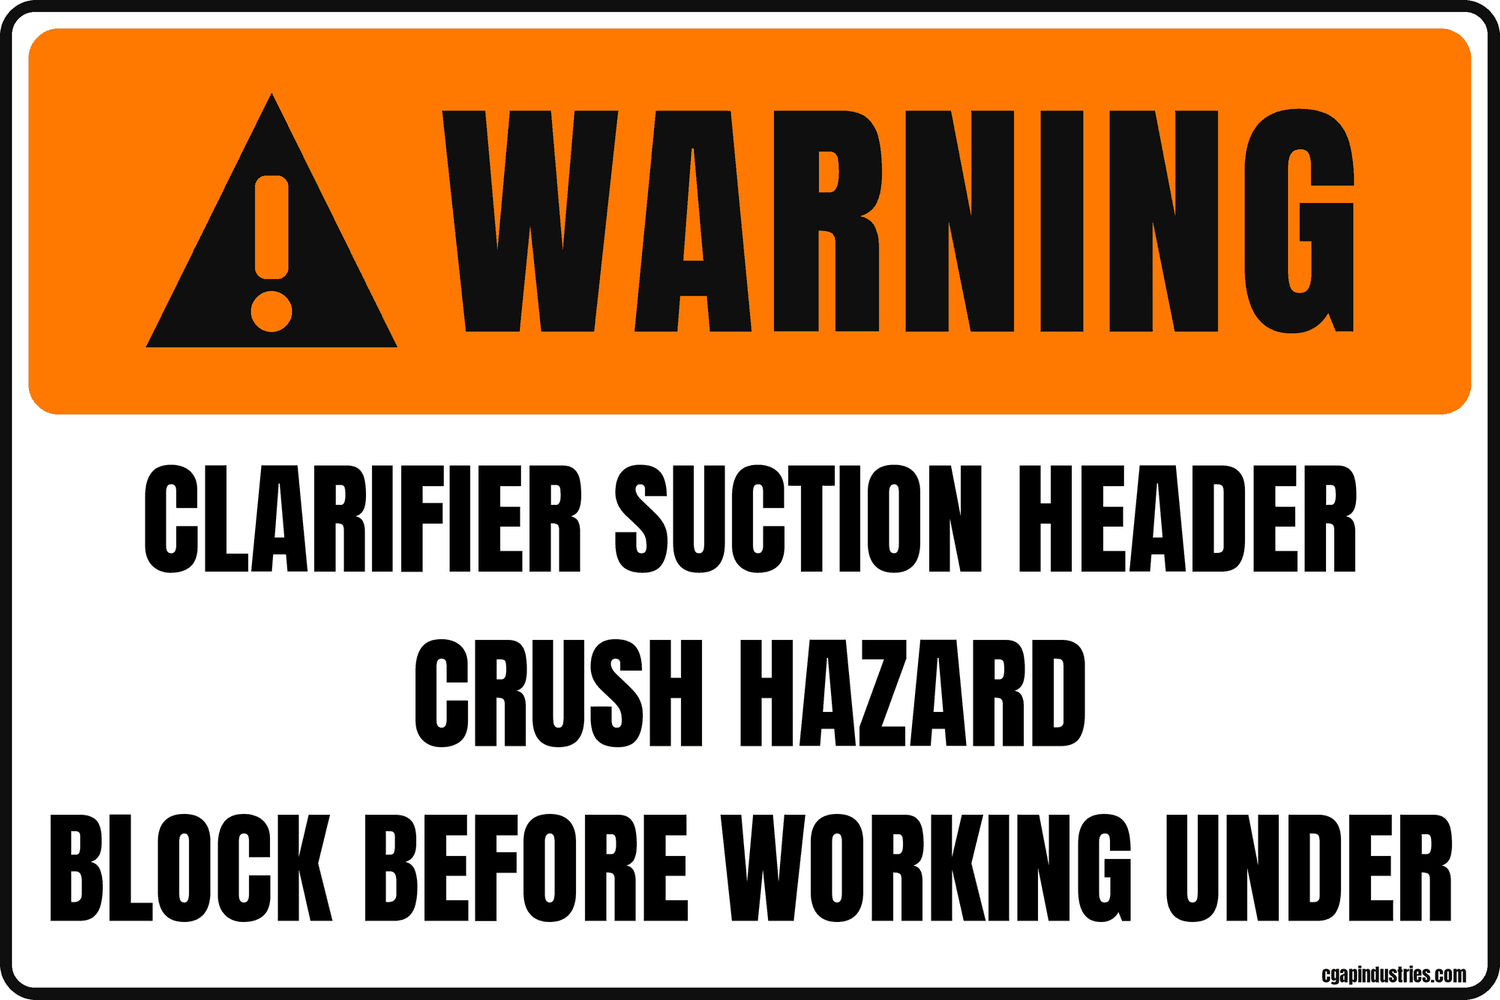 WARNING
CLARIFIER SUCTION HEADER
CRUSH HAZARD
BLOCK BEFORE WORKING UNDER
cgapindustries.com